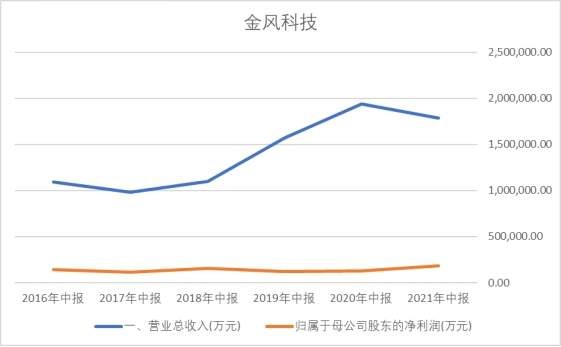 金风科技
2,500,000.00
2,000,000.00
1,500,000.00
1,000,000.00
500,000.00
0.00
2016年中报 2017年中报 2018年中报 2019年中报 2020年中报 2021年中报
一、营业总收入(万元) 归属于母公司股东的净利润(万元)